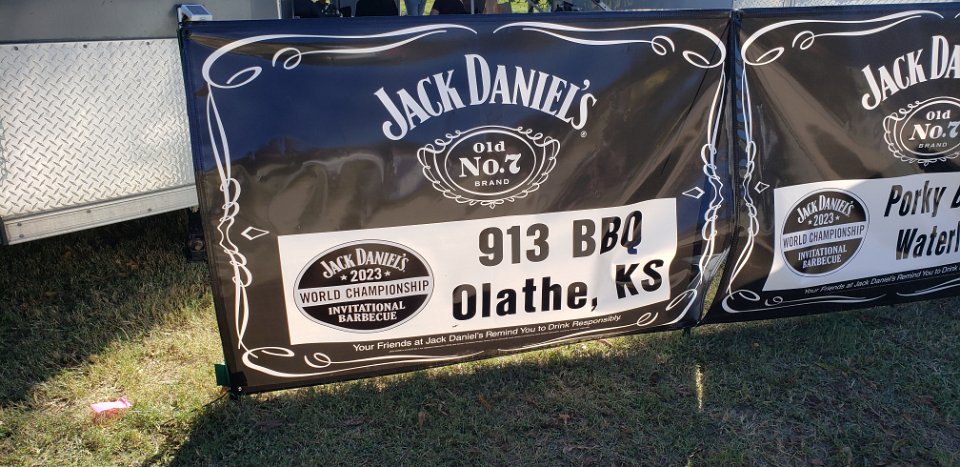 JACK DANIEL'S
Old
No.7
BRAND
JACK DANIEL'S
2023
WORLD CHAMPIONSHIP
INVITATIONAL
BARBECUE
913 BBQ
Olathe, KS
Your Friends at Jack Daniel's Remind You to Drink Responsibly.
JACK DA
Old
No.7
BRAND
JACK DANIEL'S
2023
WORLD CHAMPIONSHIP
INVITATIONAL
BARBECUE
Porky
Your Friends at Jack Daniel's Remind You to Drink